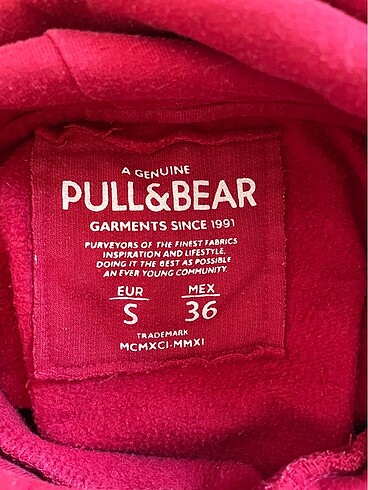 A GENUINE
PULL&BEAR
GARMENTS SINCE 1991
PURVEYORS OF THE FINEST FABRICS
INSPIRATION AND LIFESTYLE.
DOING IT THE BEST AS POSSIBLE
AN EVER YOUNG COMMUNITY.
EUR MEX
S 36
TRADEMARK
MCMXCI-MMXI